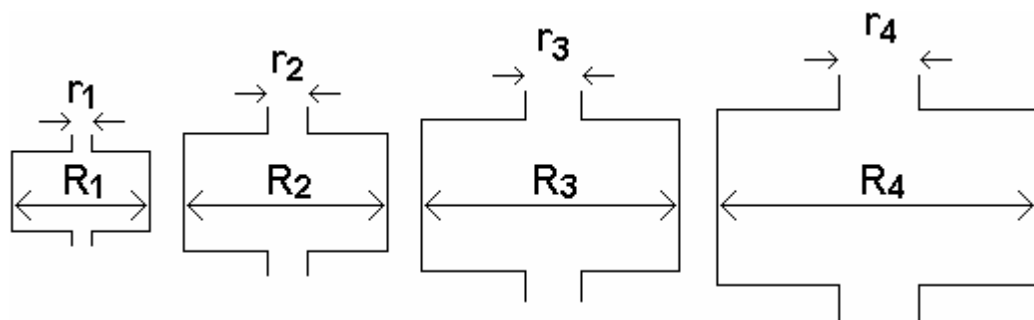 r₁ r₂ r₃ r₄
R₁ R₂ R₃ R₄